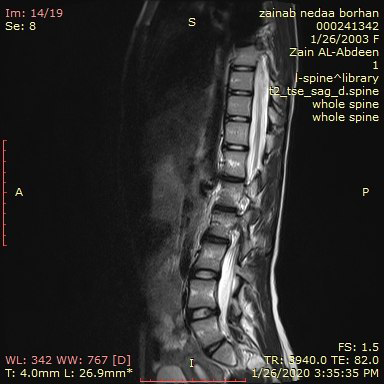 Im: 14/19
Se: 8
S
zainab nedaa borhan
000241342
1/26/2003 F
Zain AL-Abdeen
1
l-spine^library
t2_tse_sag_d.spine
whole spine
whole spine
A
P
WL: 342 WW: 767 [D]
T: 4.0mm L: 26.9mm*
I
FS: 1.5
TR: 3940.0 TE: 82.0
1/26/2020 3:35:35 PM